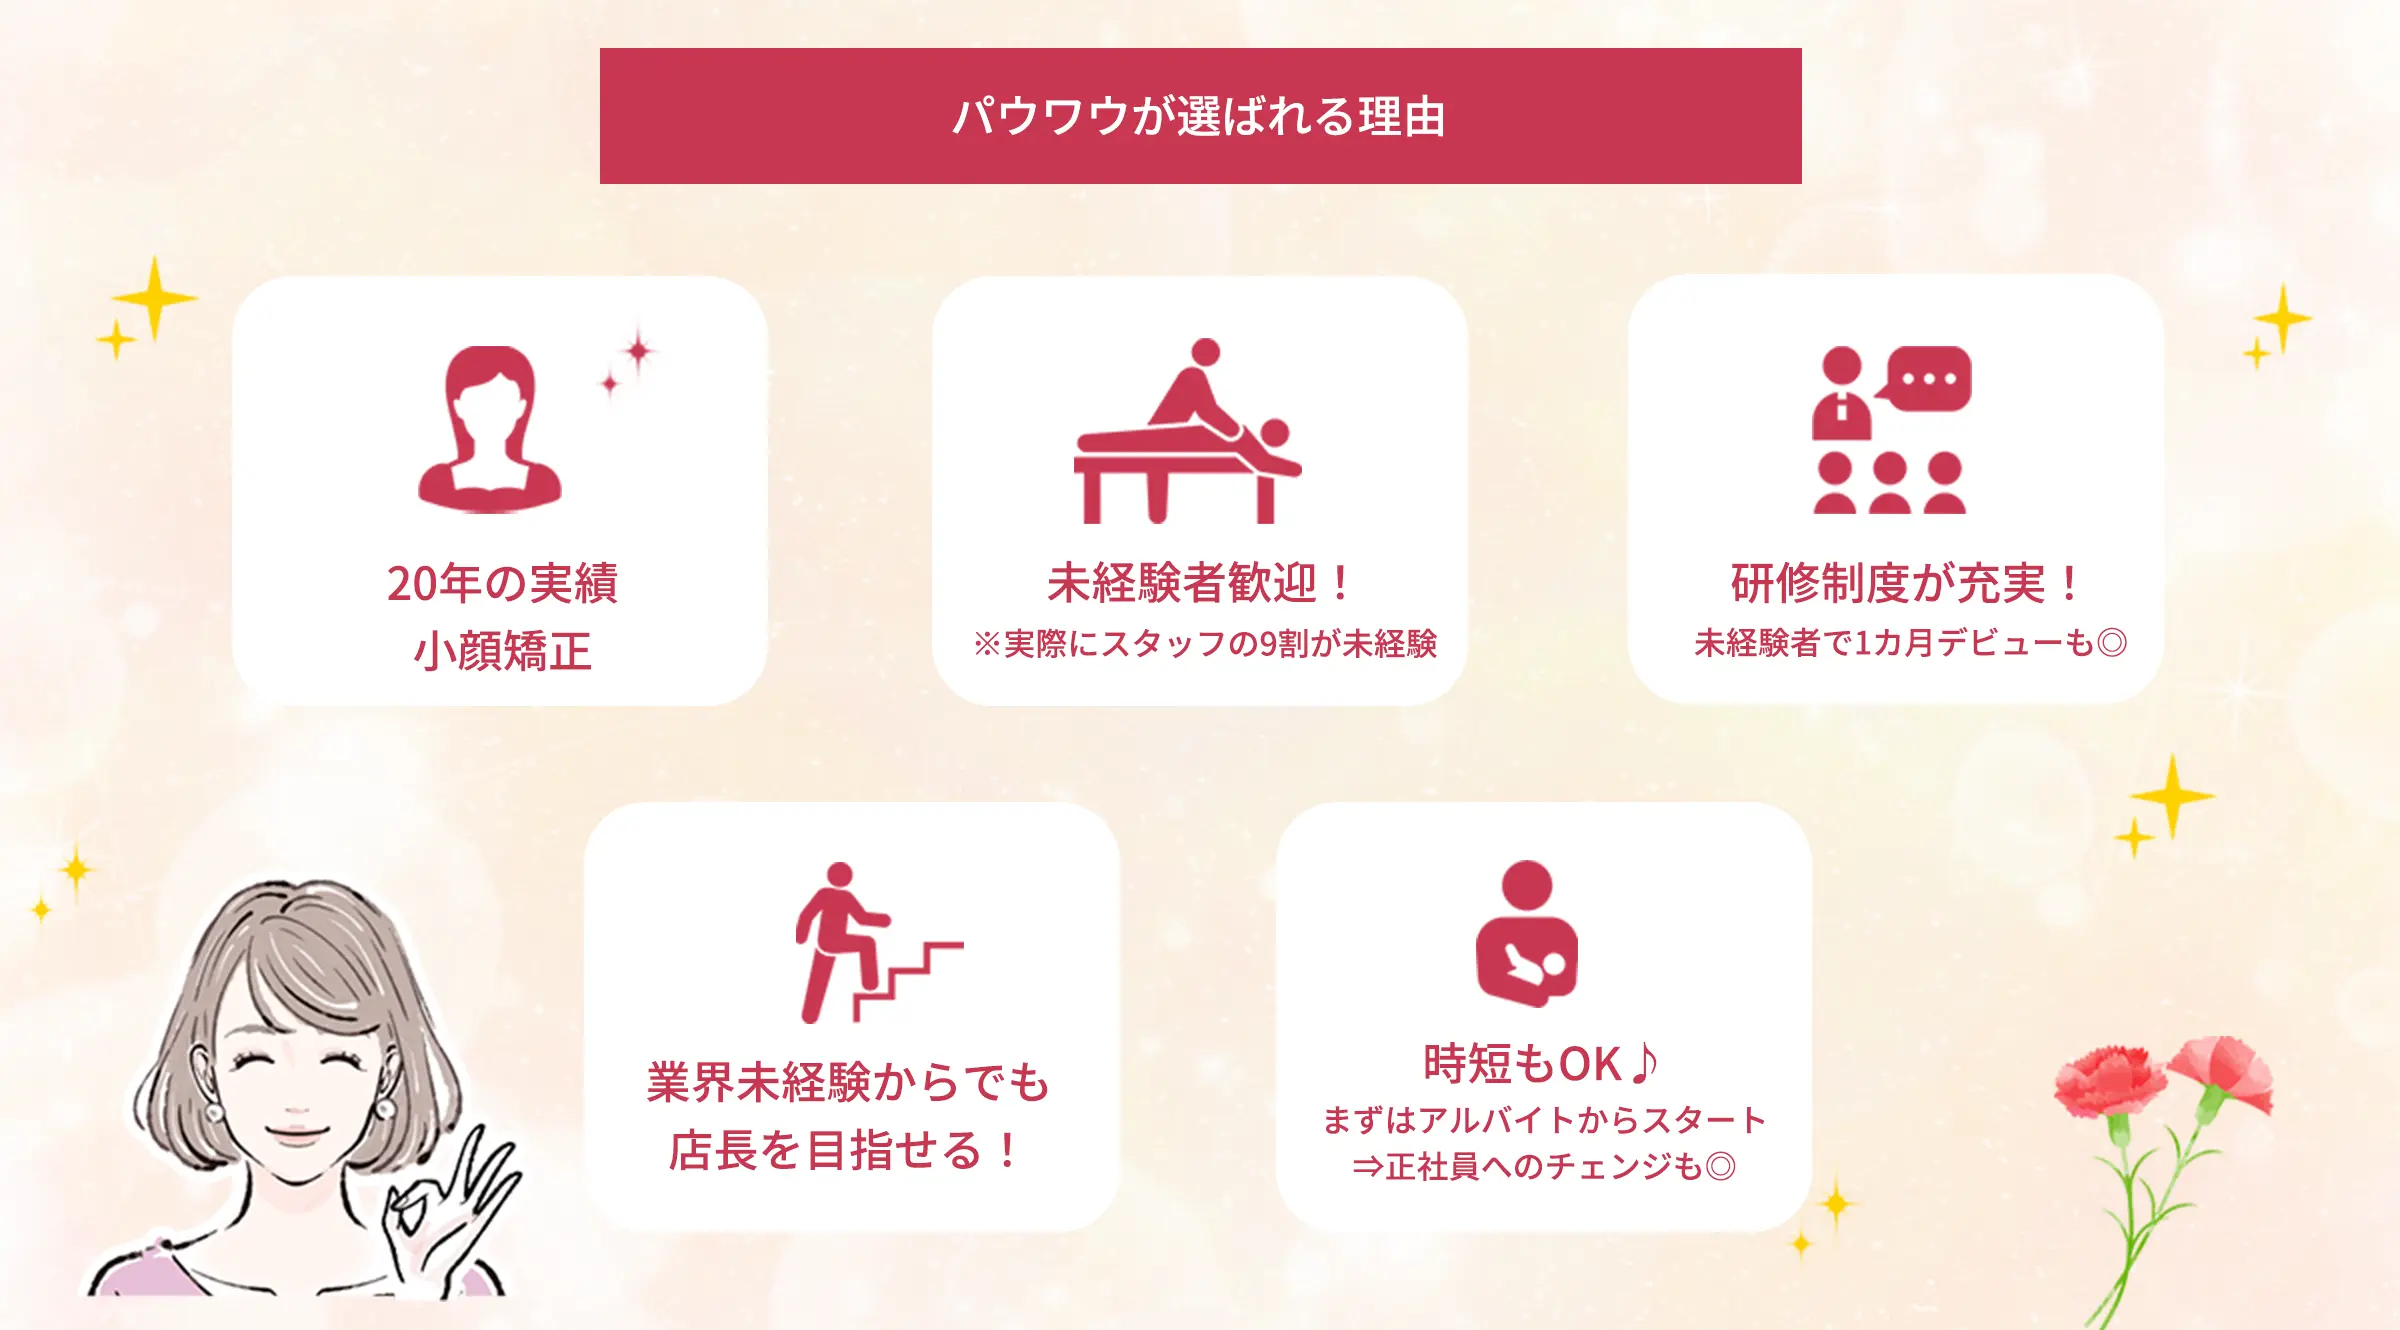 パウワウが選ばれる理由
20年の実績
小顔矯正
未経験者歓迎！
※実際にスタッフの9割が未経験
研修制度が充実！
未経験者で1カ月デビューも◎
業界未経験からでも
店長を目指せる！
時短もOK♪
まずはアルバイトからスタート
⇒正社員へのチェンジも◎